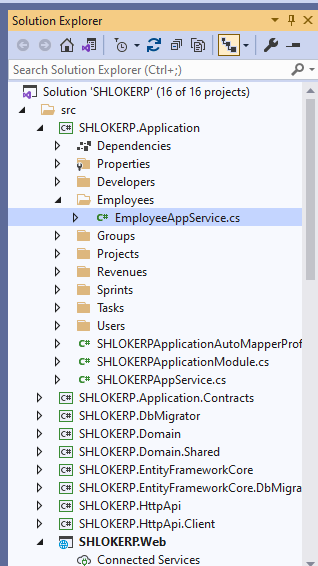 Solution Explorer
Search Solution Explorer (Ctrl+;)
Solution 'SHLOKERP' (16 of 16 projects)
src
C# SHLOKERP.Application
Dependencies
Properties
Developers
Employees
C# EmployeeAppService.cs
Groups
Projects
Revenues
Sprints
Tasks
Users
C# SHLOKERPApplicationAutoMapperProf
C# SHLOKERPApplicationModule.cs
C# SHLOKERPAppService.cs
C# SHLOKERP.Application.Contracts
C# SHLOKERP.DbMigrator
C# SHLOKERP.Domain
C# SHLOKERP.Domain.Shared
C# SHLOKERP.EntityFrameworkCore
C# SHLOKERP.EntityFrameworkCore.DbMigra
C# SHLOKERP.HttpApi
C# SHLOKERP.HttpApi.Client
SHLOKERP.Web
Connected Services